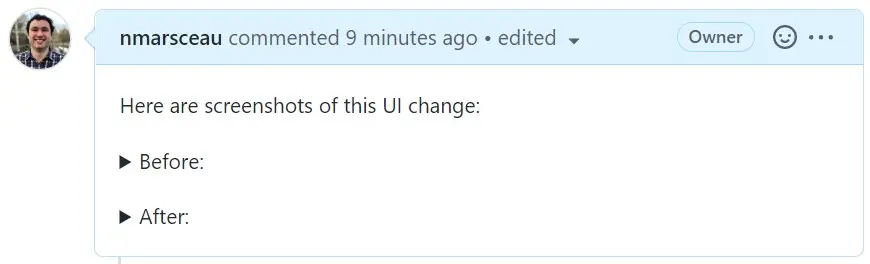 nmarsceau commented 9 minutes ago • edited
Owner
Here are screenshots of this UI change:
Before:
After: